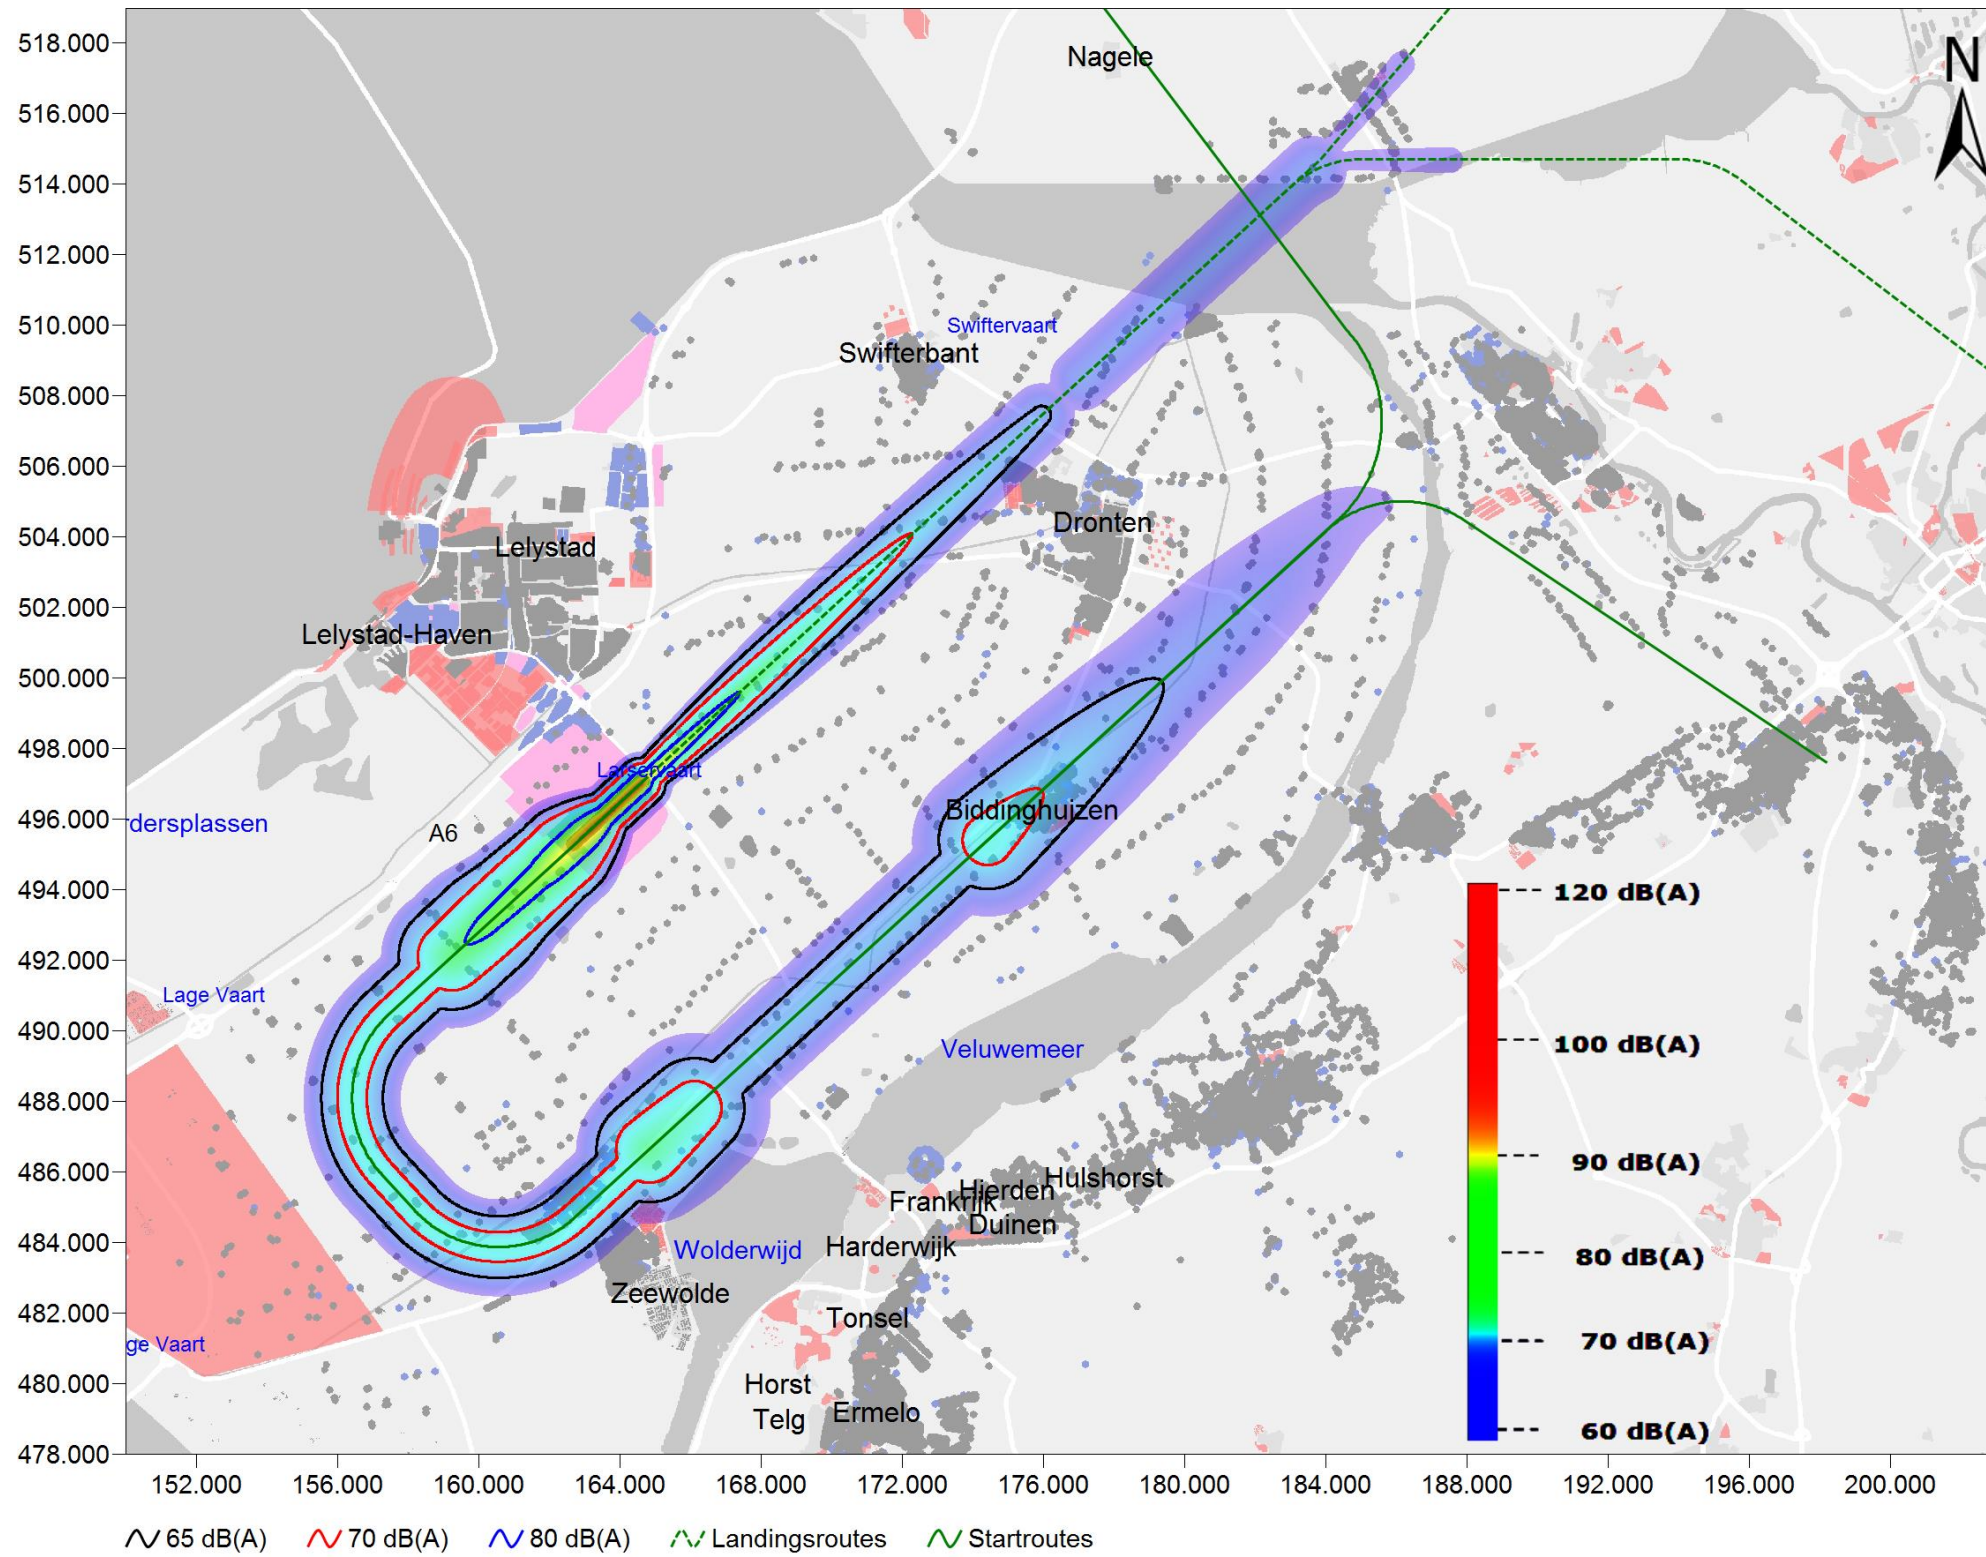 518.000
516.000
514.000
512.000
510.000
508.000
506.000
504.000
502.000
500.000
498.000
496.000
494.000
492.000
490.000
488.000
486.000
484.000
482.000
480.000
478.000
N
Nagele
Swiftervaart
Swifterbant
Dronten
Lelystad
Lelystad-Haven
Larservaart
Biddinghuizen
dersplassen
A6
Lage Vaart
Veluwemeer
Hulshorst
Hierden
Frankrijk
Duinen
Harderwijk
Wolderwijd
Zeewolde
Tonsel
ge Vaart
Horst
Telg
Ermelo
120 dB(A)
100 dB(A)
90 dB(A)
80 dB(A)
70 dB(A)
60 dB(A)
152.000 156.000 160.000 164.000 168.000 172.000 176.000 180.000 184.000 188.000 192.000 196.000 200.000
65 dB(A) 70 dB(A) 80 dB(A) Landingsroutes Startroutes